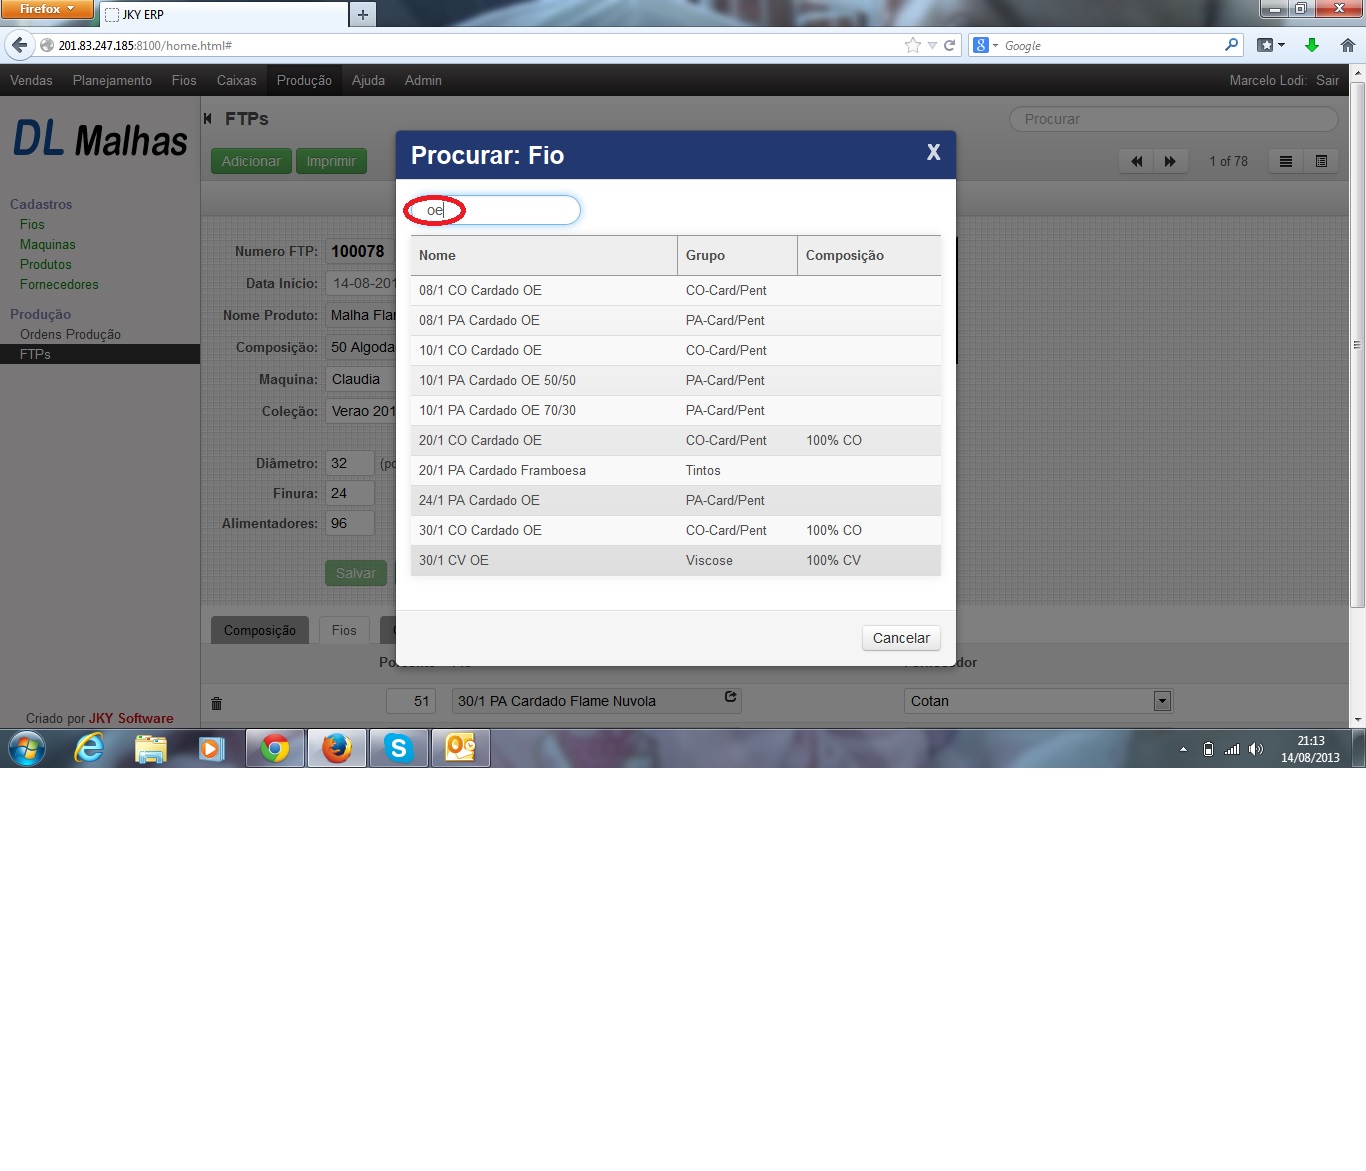 Firefox
JKY ERP
201.83.247.185:8100/home.html#
Google
Vendas Planejamento Fios Caixas Produção Ajuda Admin Marcelo Lodi: Sair
DL Malhas
FTPs
Procurar
Adicionar Imprimir
1 of 78
Cadastros
Fios
Maquinas
Produtos
Fornecedores
Produção
Ordens Produção
FTPs
Numero FTP: 100078
Data Início: 14-08-201
Nome Produto: Malha Flar
Composição: 50 Algoda
Maquina: Claudia
Coleção: Verao 201
Diâmetro: 32 (po
Finura: 24
Alimentadores: 96
Salvar
Procurar: Fio X
oe
Nome Grupo Composição
08/1 CO Cardado OE CO-Card/Pent
08/1 PA Cardado OE PA-Card/Pent
10/1 CO Cardado OE CO-Card/Pent
10/1 PA Cardado OE 50/50 PA-Card/Pent
10/1 PA Cardado OE 70/30 PA-Card/Pent
20/1 CO Cardado OE CO-Card/Pent 100% CO
20/1 PA Cardado Framboesa Tintos
24/1 PA Cardado OE PA-Card/Pent
30/1 CO Cardado OE CO-Card/Pent 100% CO
30/1 CV OE Viscose 100% CV
Cancelar
Composição Fios
51 30/1 PA Cardado Flame Nuvola Cotan
Criado por JKY Software
21:13
14/08/2013